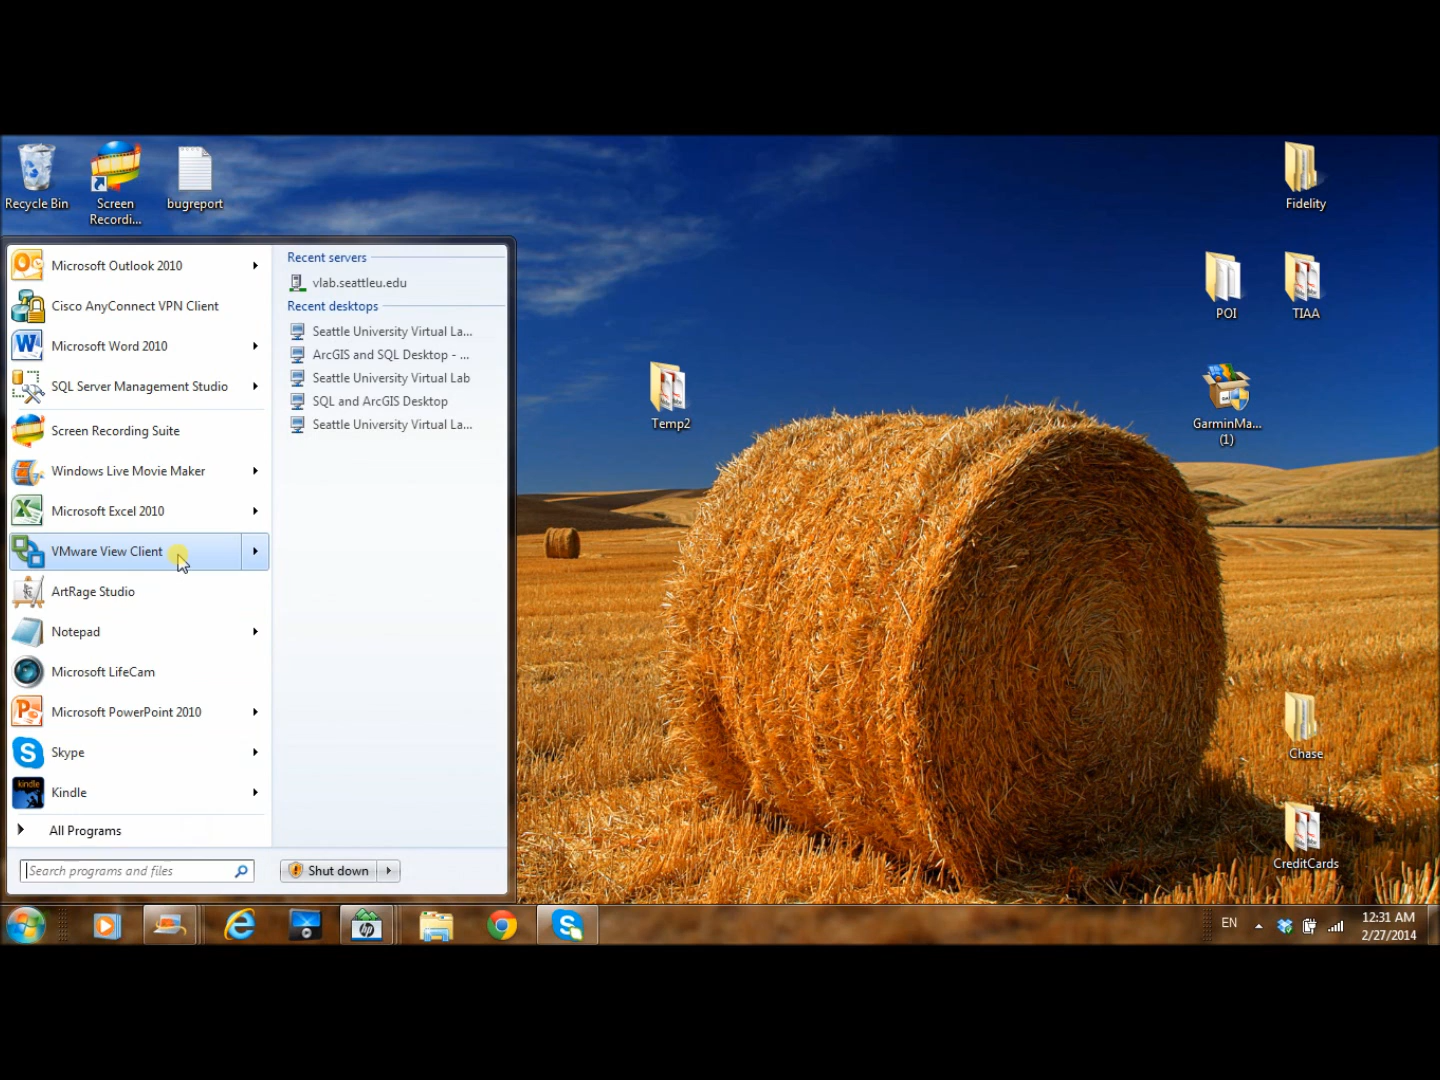 Recycle Bin
Screen
Recordi...
bugreport
Fidelity
POI
TIAA
GarminMa...
(1)
Temp2
Chase
CreditCards
Microsoft Outlook 2010
Cisco AnyConnect VPN Client
Microsoft Word 2010
SQL Server Management Studio
Screen Recording Suite
Windows Live Movie Maker
Microsoft Excel 2010
VMware View Client
ArtRage Studio
Notepad
Microsoft LifeCam
Microsoft PowerPoint 2010
Skype
kindle
Kindle
All Programs
Search programs and files
Recent servers
vlab.seattleu.edu
Recent desktops
Seattle University Virtual La...
ArcGIS and SQL Desktop - ...
Seattle University Virtual Lab
SQL and ArcGIS Desktop
Seattle University Virtual La...
Shut down
EN
12:31 AM
2/27/2014